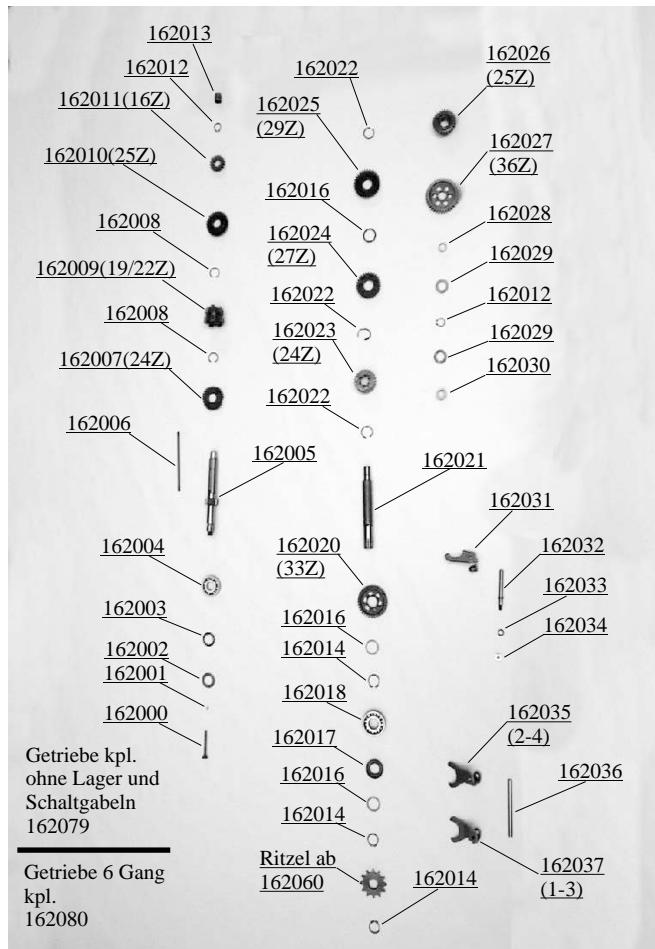 162013
162012
162011(16Z)
162010(25Z)
162008
162009(19/22Z)
162008
162007(24Z)
162006
162005
162004
162003
162002
162001
162000
Getriebe kpl.
ohne Lager und
Schaltgabeln
162079
Getriebe 6 Gang
kpl.
162080
162022
162025
(29Z)
162016
162024
(27Z)
162022
162023
(24Z)
162022
162021
162020
(33Z)
162016
162014
162018
162017
162016
162014
Ritzel ab
162060
162014
162026
(25Z)
162027
(36Z)
162028
162029
162012
162029
162030
162031
162032
162033
162034
162035
(2-4)
162036
162037
(1-3)